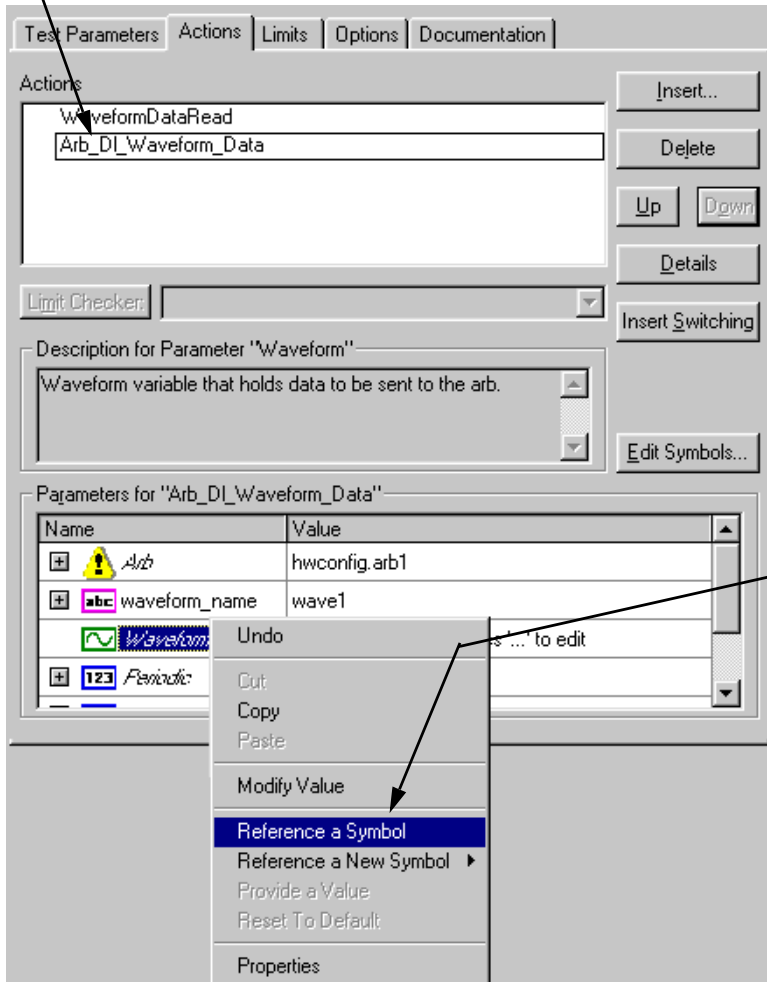 Test Parameters Actions Limits Options Documentation
Actions
WaveformDataRead
Arb_DI_Waveform_Data
Insert...
Delete
Up Down
Details
Limit Checker:
Insert Switching
Description for Parameter "Waveform"
Waveform variable that holds data to be sent to the arb.
Edit Symbols...
Parameters for "Arb_DI_Waveform_Data"
Name Value
Arb hwconfig.arb1
abc waveform_name wave1
Waveform '...' to edit
123 Periodic
Undo
Cut
Copy
Paste
Modify Value
Reference a Symbol
Reference a New Symbol
Provide a Value
Reset To Default
Properties